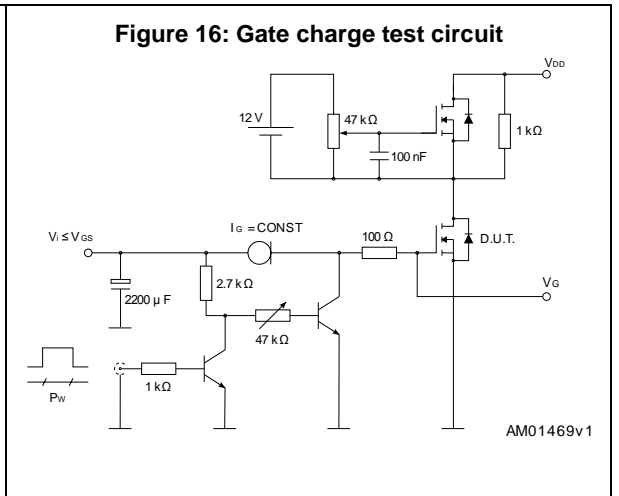 Figure 16: Gate charge test circuit
VDD
12 V
47 kΩ
1 kΩ
100 nF
Vi ≤ VGS
IG = CONST
100 Ω
D.U.T.
2.7 kΩ
2200 μF
VG
47 kΩ
1 kΩ
PW
AM01469v1